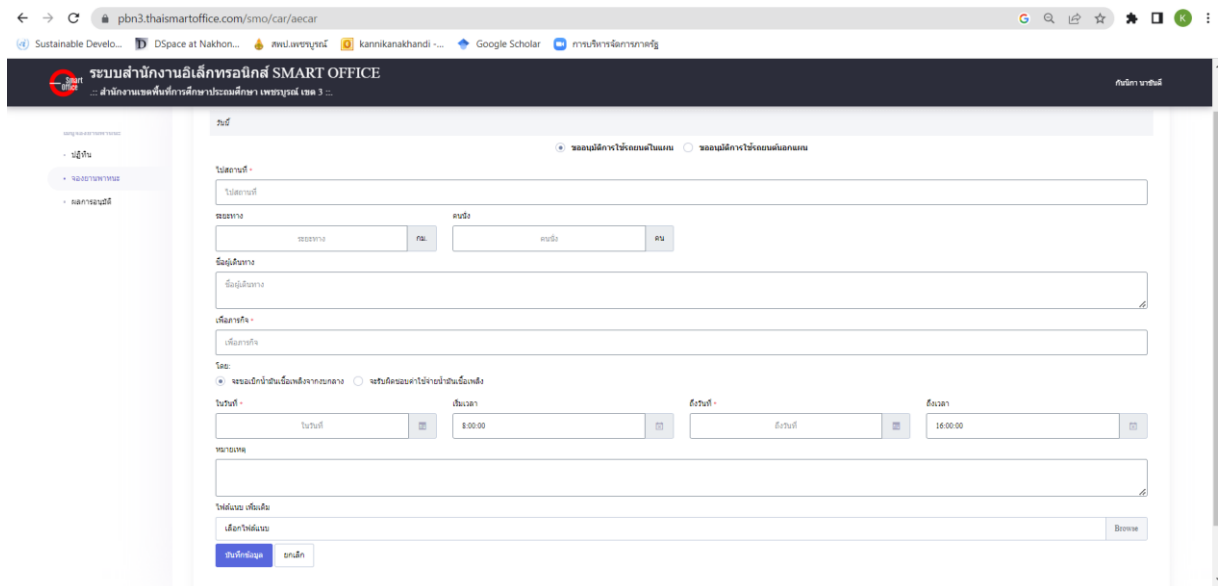 pbn3.thaismartoffice.com/smo/car/aecar
K
Sustainable Develo... DSpace at Nakhon... สพป.เพชรบูรณ์ kannikanakhandi -... Google Scholar การบริหารจัดการภาครัฐ
Smart office
ระบบสำนักงานอิเล็กทรอนิกส์ SMART OFFICE
.:: สำนักงานเขตพื้นที่การศึกษาประถมศึกษา เพชรบูรณ์ เขต 3 ::.
วันนี้
ขออนุมัติการใช้รถยนต์ในแผน ขออนุมัติการใช้รถยนต์นอกแผน
ปฏิทิน
จองยานพาหนะ
ผลการอนุมัติ
ไปสถานที่ *
ไปสถานที่
ระยะทาง คนนั่ง
ระยะทาง กม. คนนั่ง คน
ชื่อผู้เดินทาง
ชื่อผู้เดินทาง
เพื่อภารกิจ *
เพื่อภารกิจ
โดย:
จะขอเบิกน้ำมันเชื้อเพลิงจากงบกลาง จะรับผิดชอบค่าใช้จ่ายน้ำมันเชื้อเพลิง
ในวันที่ * เริ่มเวลา ถึงวันที่ * ถึงเวลา
ในวันที่ 8:00:00 ถึงวันที่ 16:00:00
หมายเหตุ
ไฟล์แนบ เพิ่มเติม
เลือกไฟล์แนบ Browse
บันทึกข้อมูล ยกเลิก